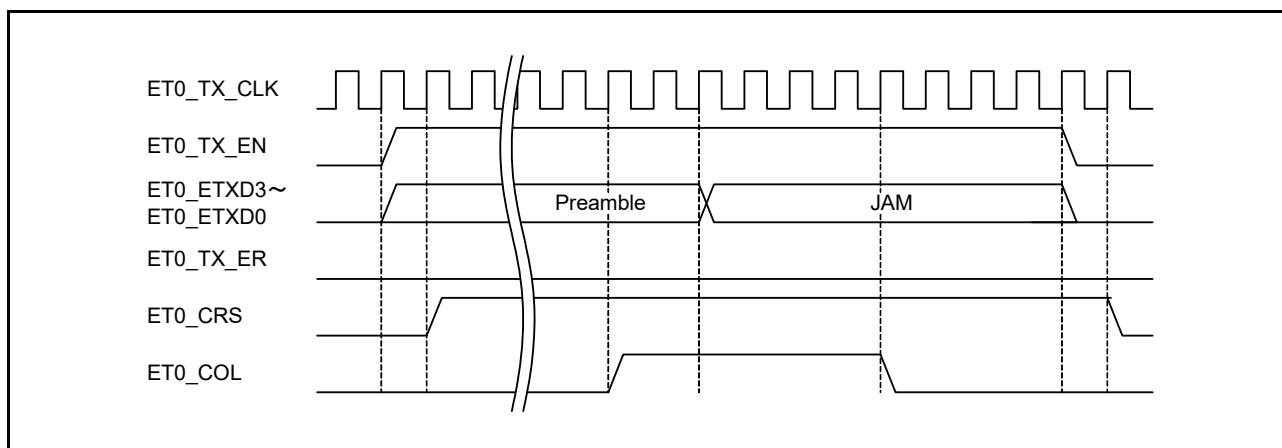 ET0_TX_CLK
ET0_TX_EN
ET0_ETXD3～
ET0_ETXD0
Preamble
JAM
ET0_TX_ER
ET0_CRS
ET0_COL